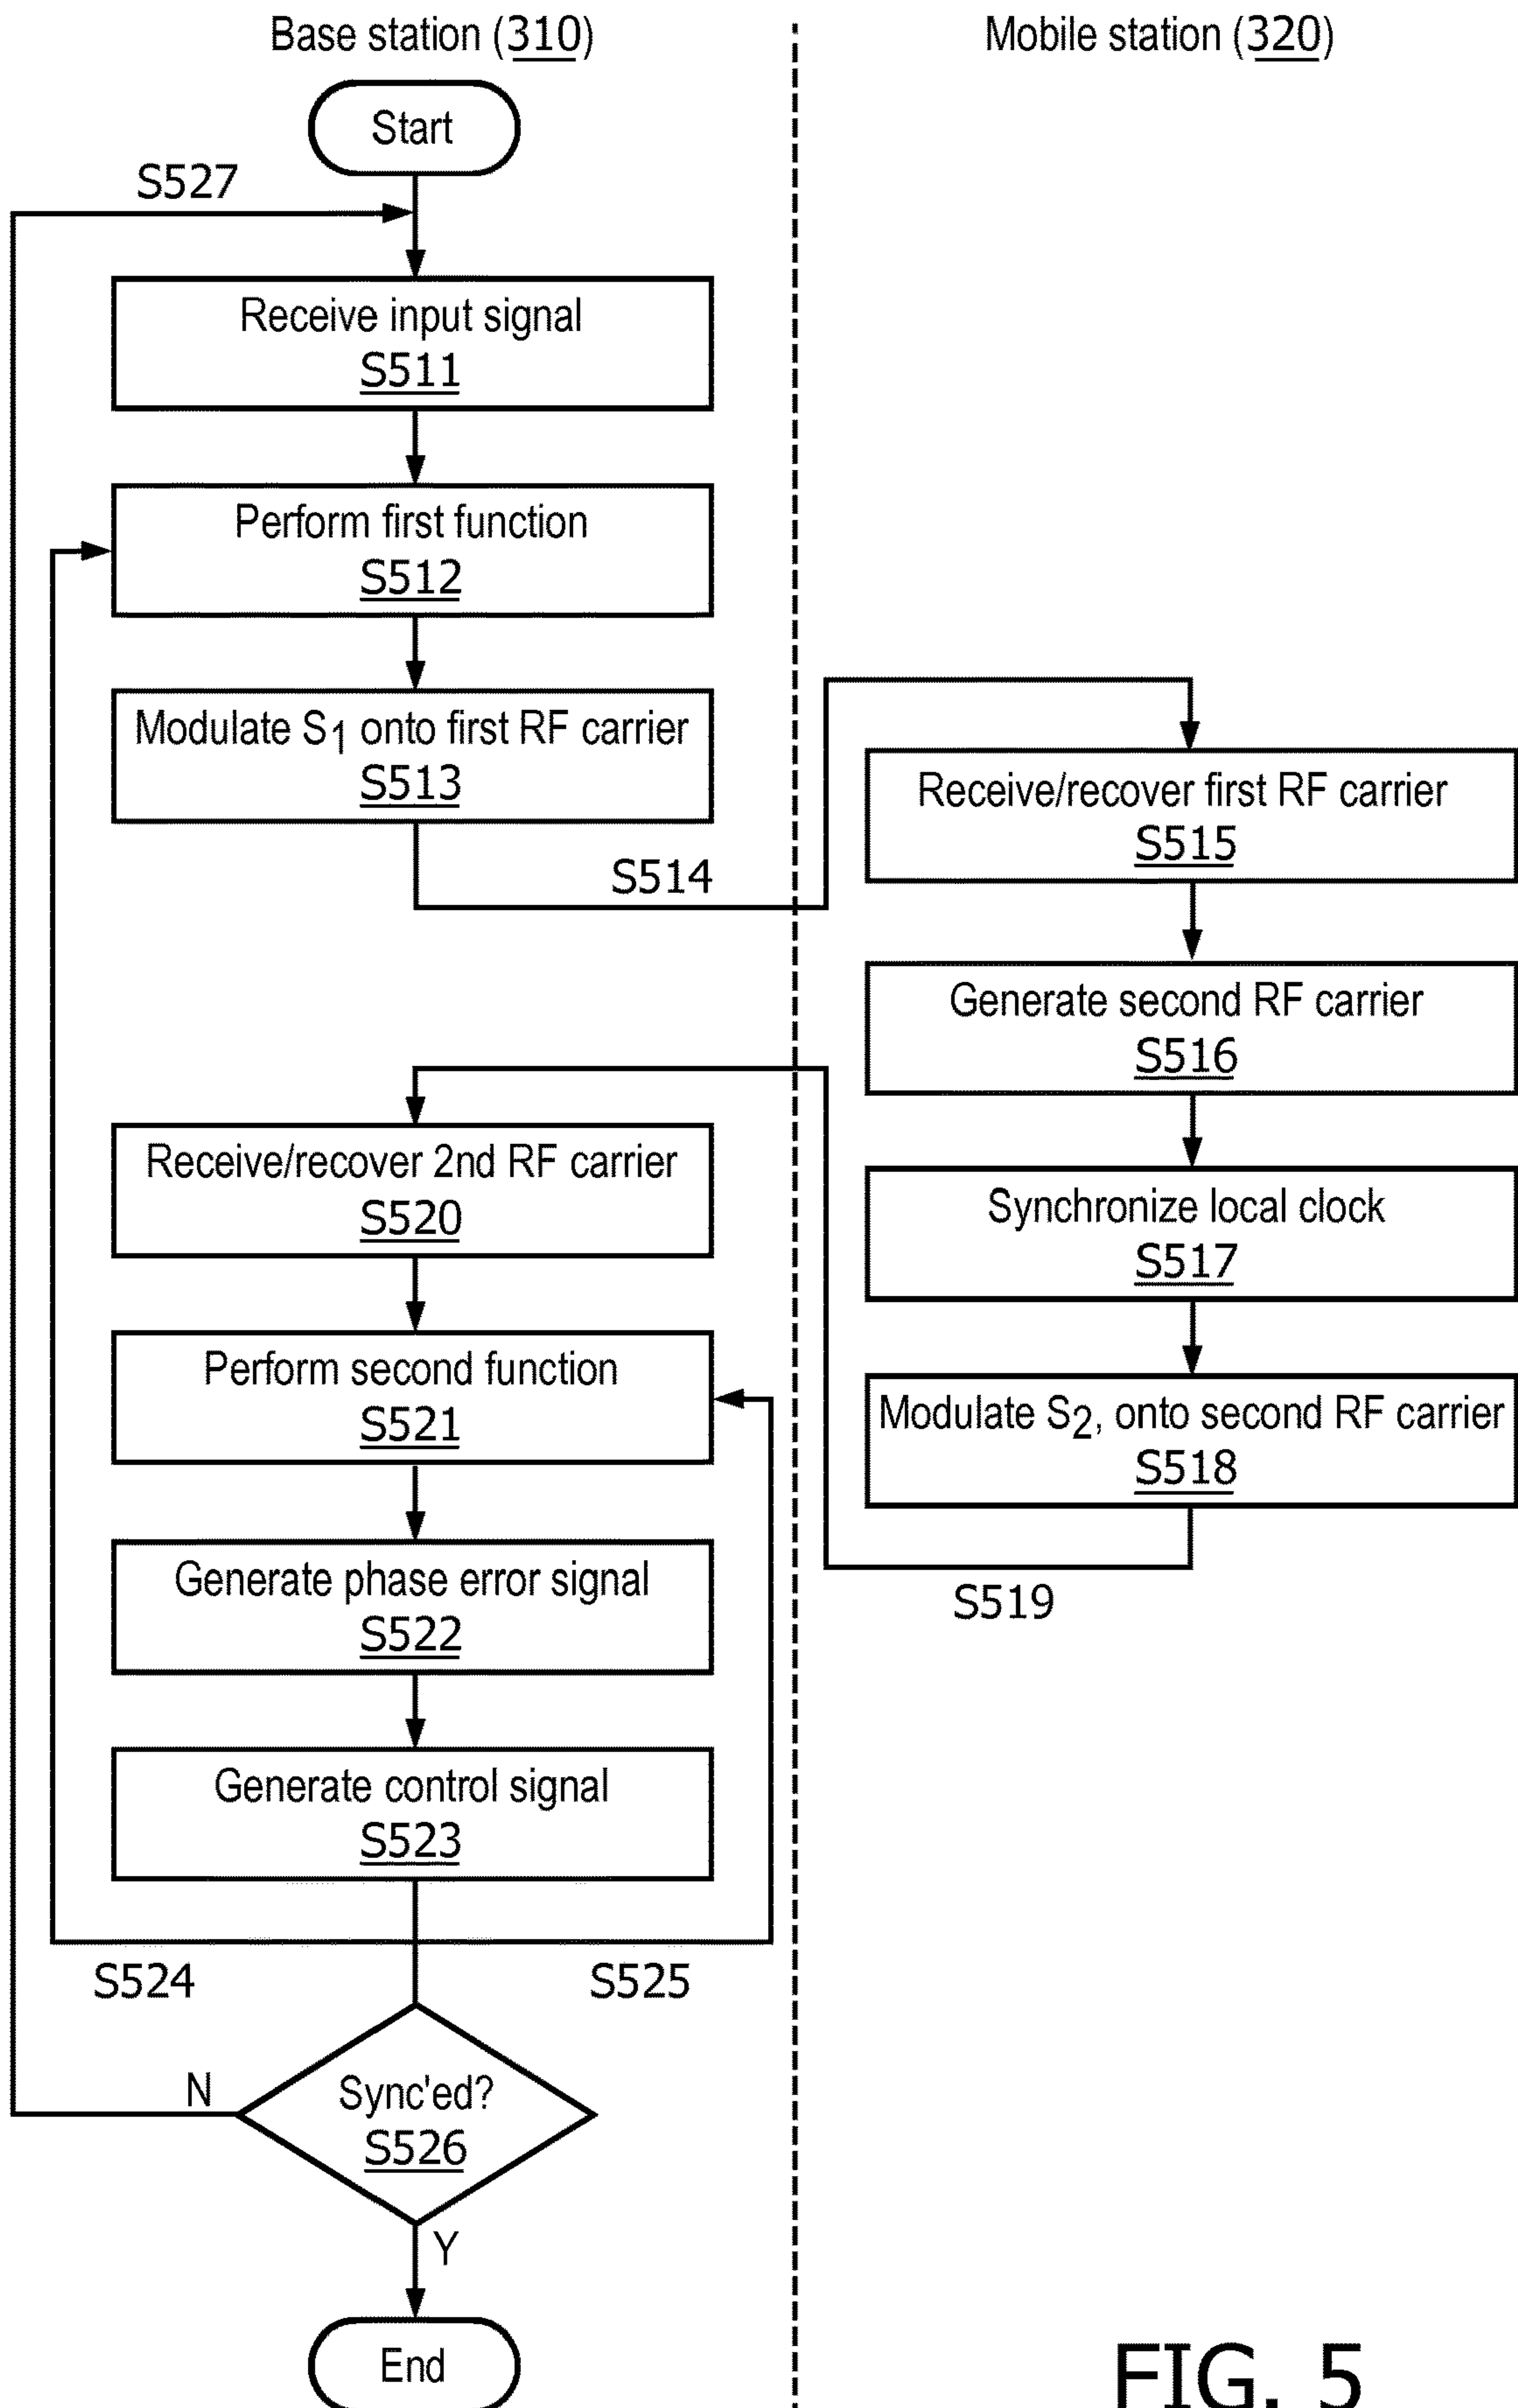 Base station (310)
Mobile station (320)
Start
S527
Receive input signal
S511
Perform first function
S512
Modulate S1 onto first RF carrier
S513
S514
Receive/recover first RF carrier
S515
Generate second RF carrier
S516
Synchronize local clock
S517
Modulate S2, onto second RF carrier
S518
S519
Receive/recover 2nd RF carrier
S520
Perform second function
S521
Generate phase error signal
S522
Generate control signal
S523
S524
S525
N
Sync'ed?
S526
Y
End
FIG. 5